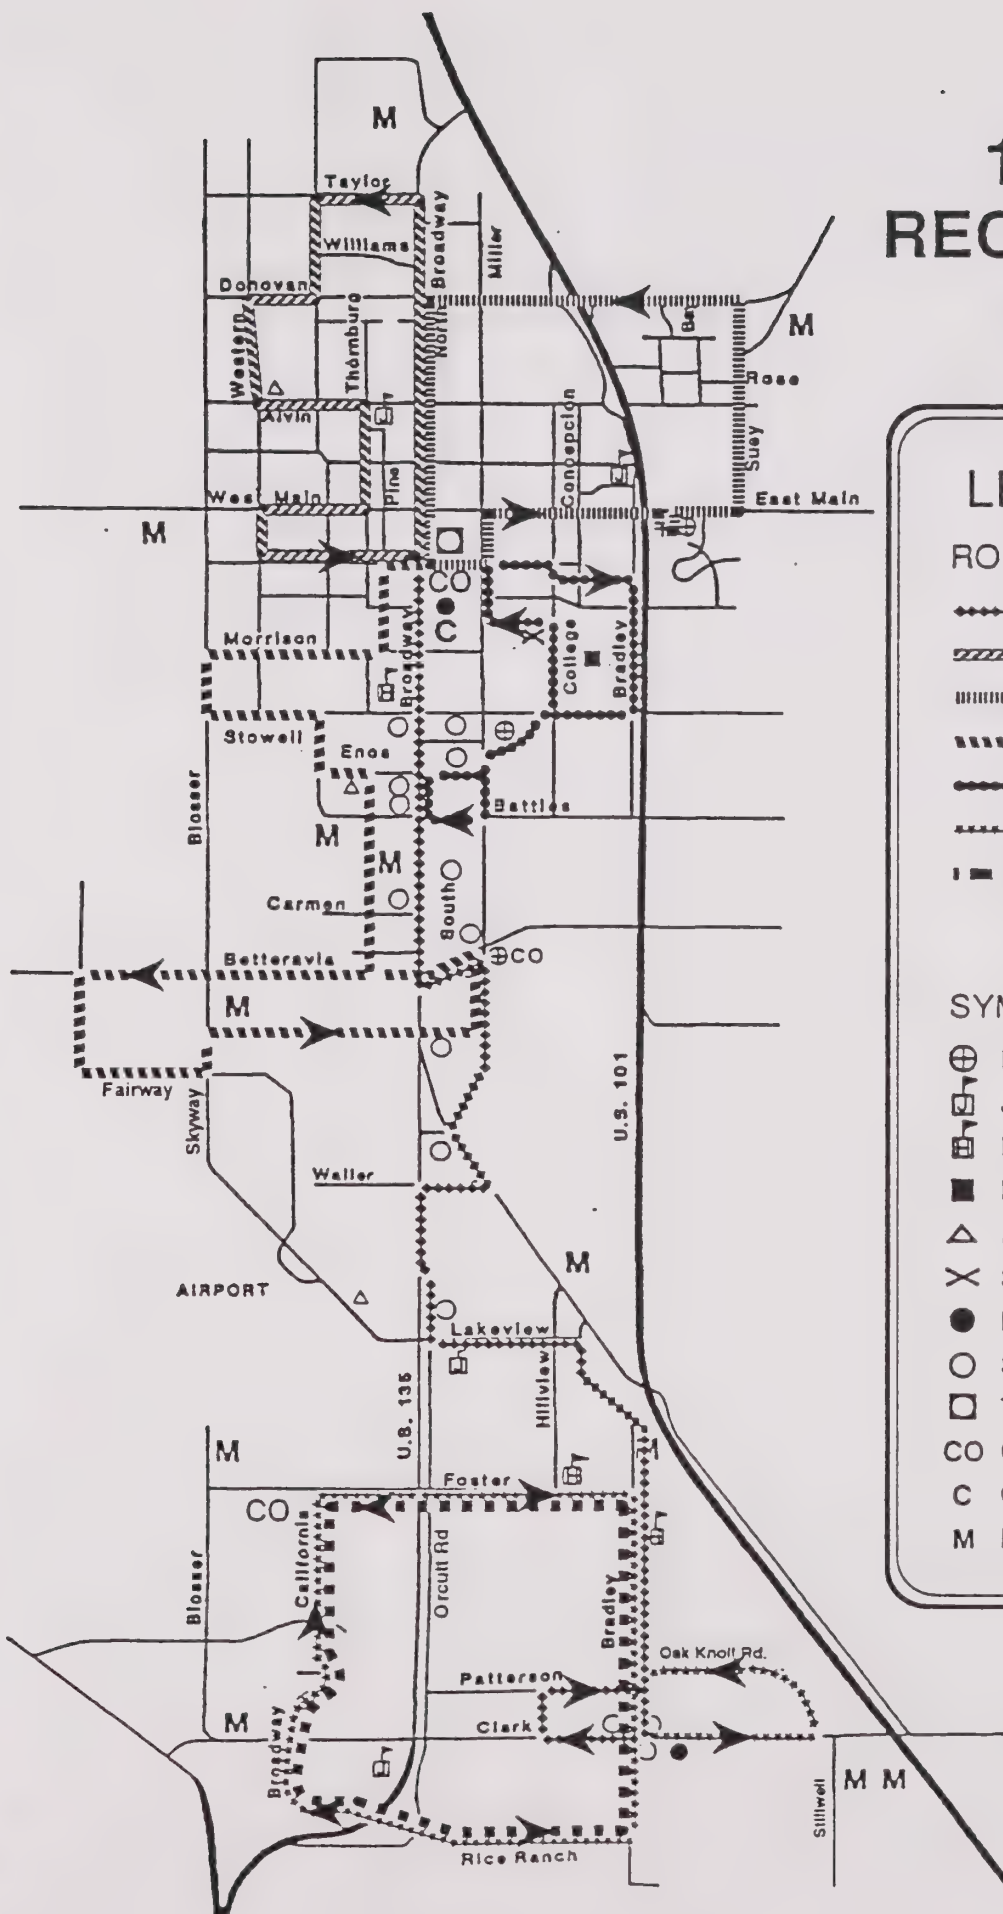 M
Taylor
Broadway
REC
Williams
Miller
Donovan
Bay
M
North
Western
Thornburg
Rose
Alvin
Concepcion
Suey
Pine
Wes Main
East Main
LE
M
CO
RO
C
Morrison
Broadway
College
Bradley
Stowell
Enos
Blosser
Battles
M
M
South
Carmen
Betteravia
CO
M
SYM
U.S. 101
Fairway
Skyway
Waller
M
AIRPORT
Lakeview
Hillview
U.S. 135
M
Foster
CO
CO
C
California
Orcutt Rd
M
Blosser
Bradley
Oak Knoll Rd.
Patterson
M
Clark
Broadway
M M
Stillwell
Rice Ranch